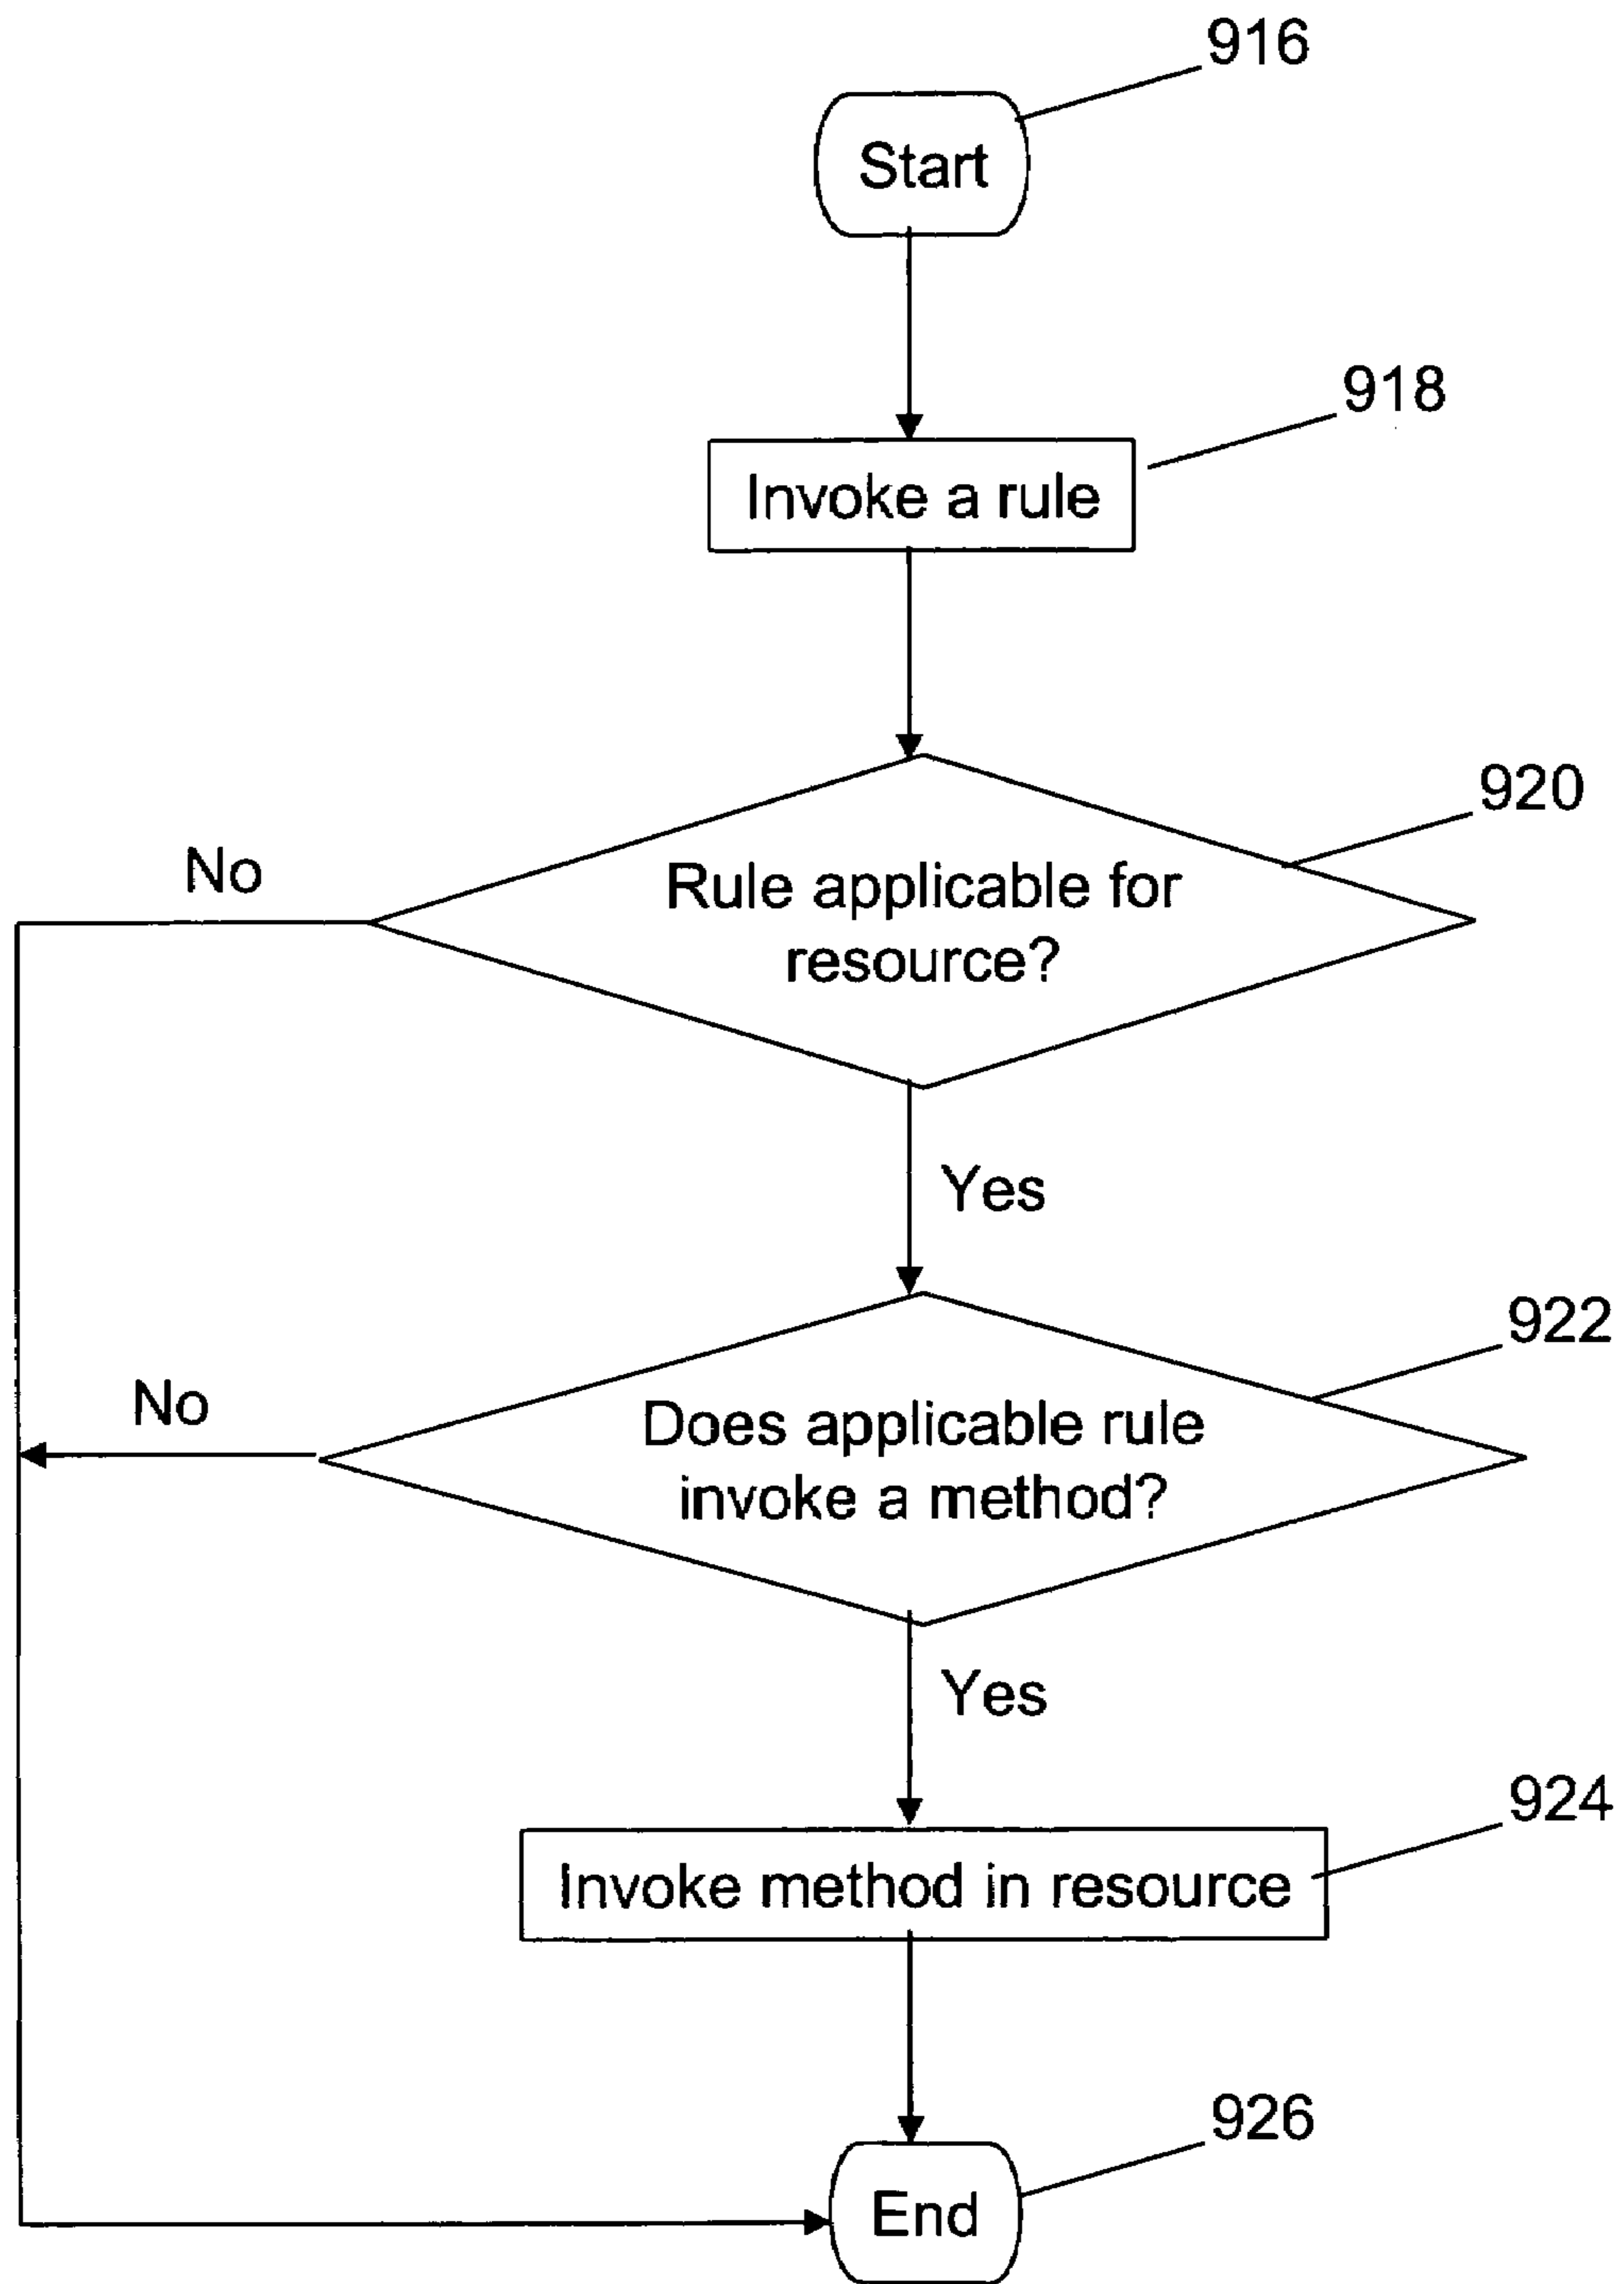 916
Start
918
Invoke a rule
920
No
Rule applicable for
resource?
Yes
922
No
Does applicable rule
invoke a method?
Yes
924
Invoke method in resource
926
End